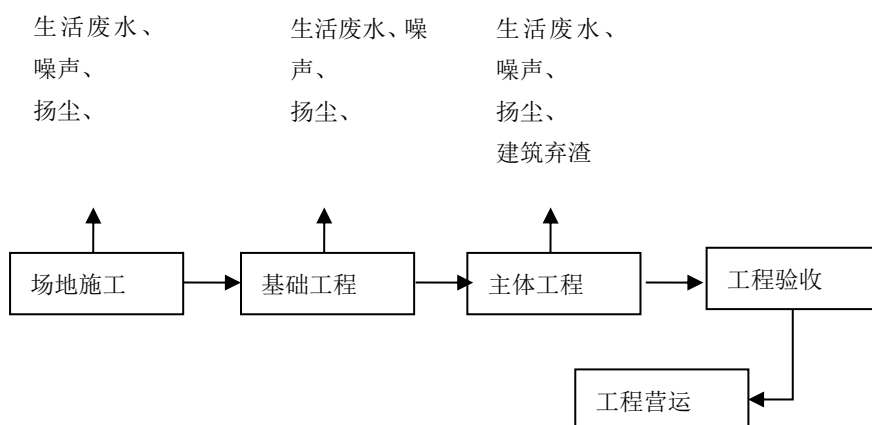 生活废水、
噪声、
扬尘、
生活废水、噪
声、
扬尘、
生活废水、
噪声、
扬尘、
建筑弃渣
场地施工
基础工程
主体工程
工程验收
工程营运